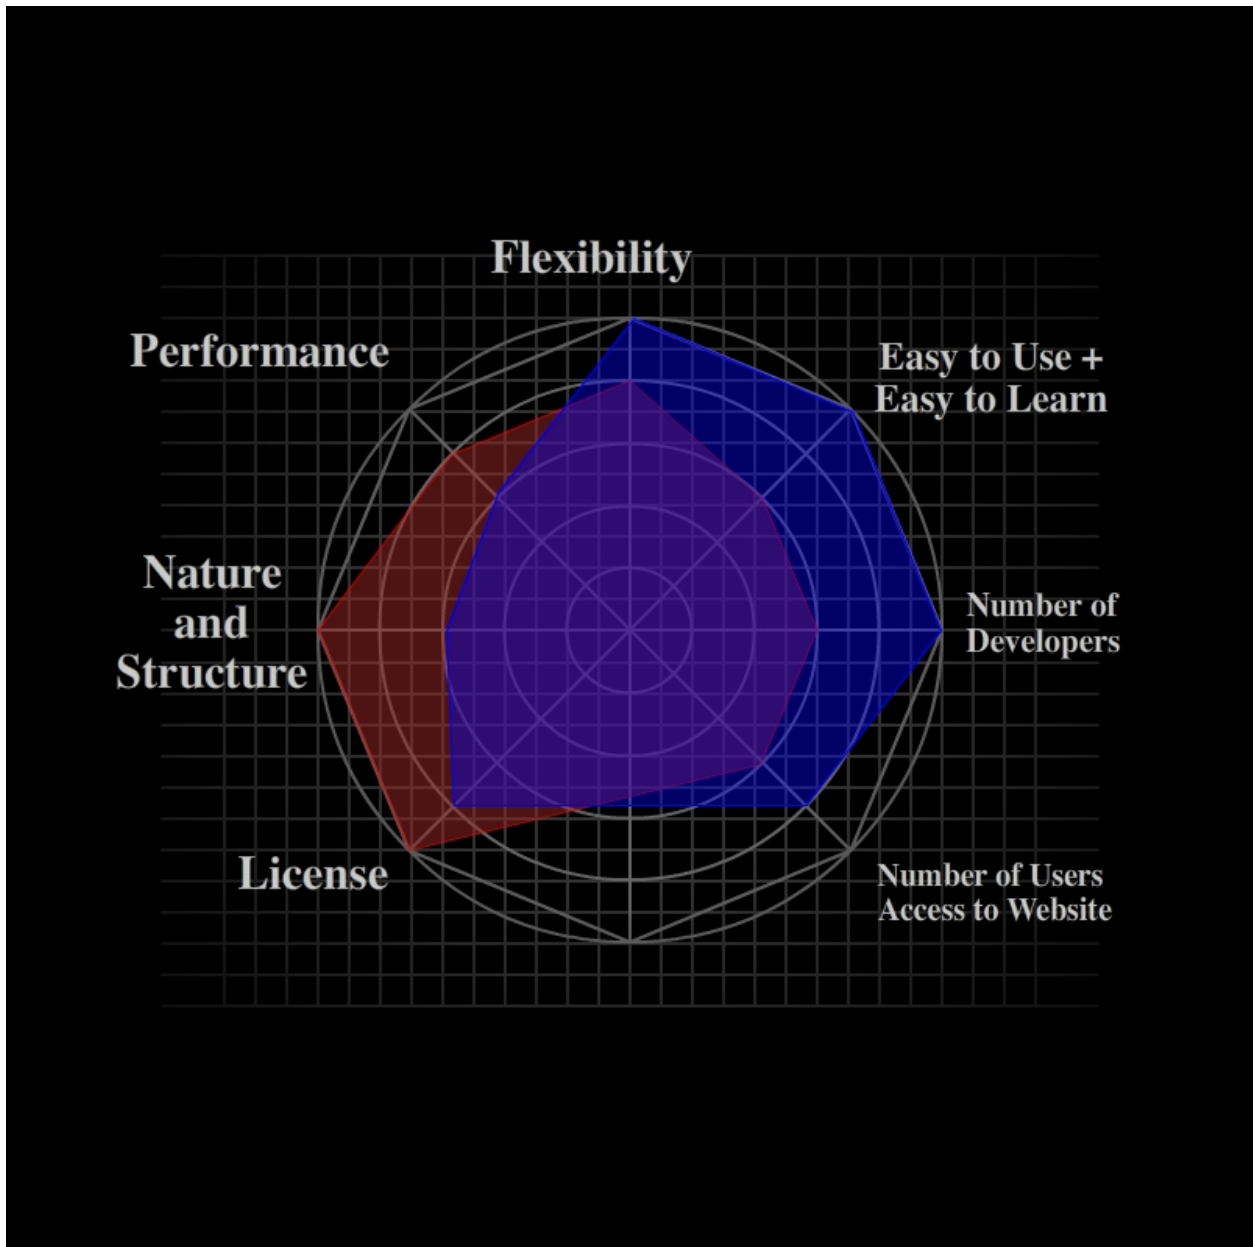 Flexibility
Performance
Easy to Use +
Easy to Learn
Nature
and
Structure
Number of
Developers
License
Number of Users
Access to Website